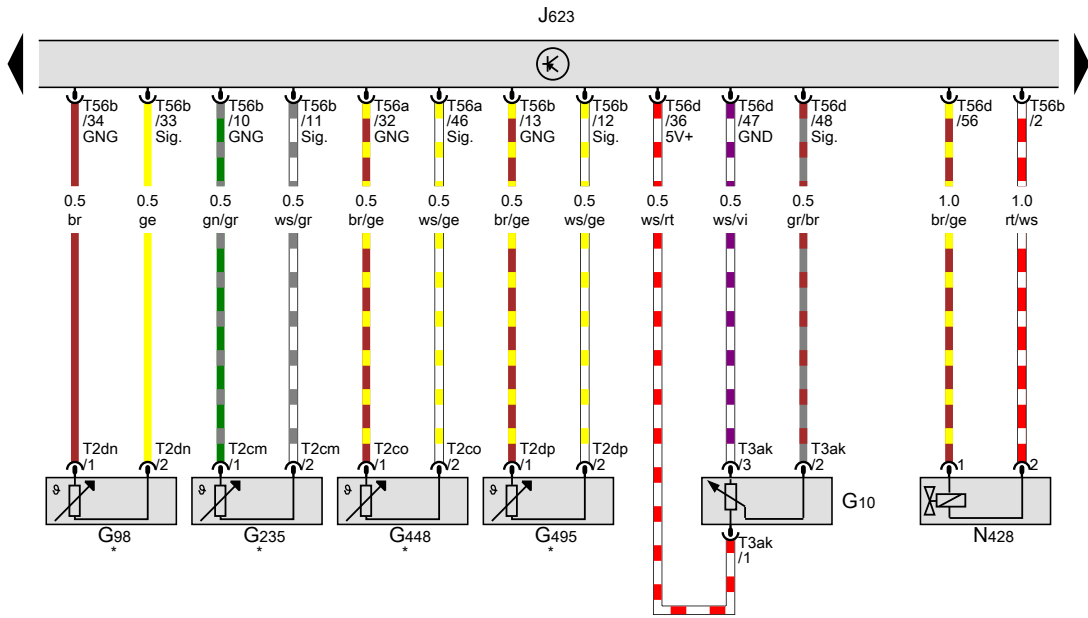 J623
T56b
/34
GNG
T56b
/33
Sig.
T56b
/10
GNG
T56b
/11
Sig.
T56a
/32
GNG
T56a
/46
Sig.
T56b
/13
GNG
T56b
/12
Sig.
T56d
/36
5V+
T56d
/47
GND
T56d
/48
Sig.
T56d
/56
T56b
/2
0.5 0.5 0.5 0.5 0.5 0.5 0.5 0.5 0.5 0.5 0.5 1.0 1.0
br ge gn/gr ws/gr br/ge ws/ge br/ge ws/ge ws/rt ws/vi gr/br br/ge rt/ws
T2dn
/1
T2dn
/2
T2cm
/1
T2cm
/2
T2co
/1
T2co
/2
T2dp
/1
T2dp
/2
T3ak
/3
T3ak
/2
1
2
ϑ ϑ ϑ ϑ
G10
G98
*
G235
*
G448
*
G495
*
T3ak
/1
N428